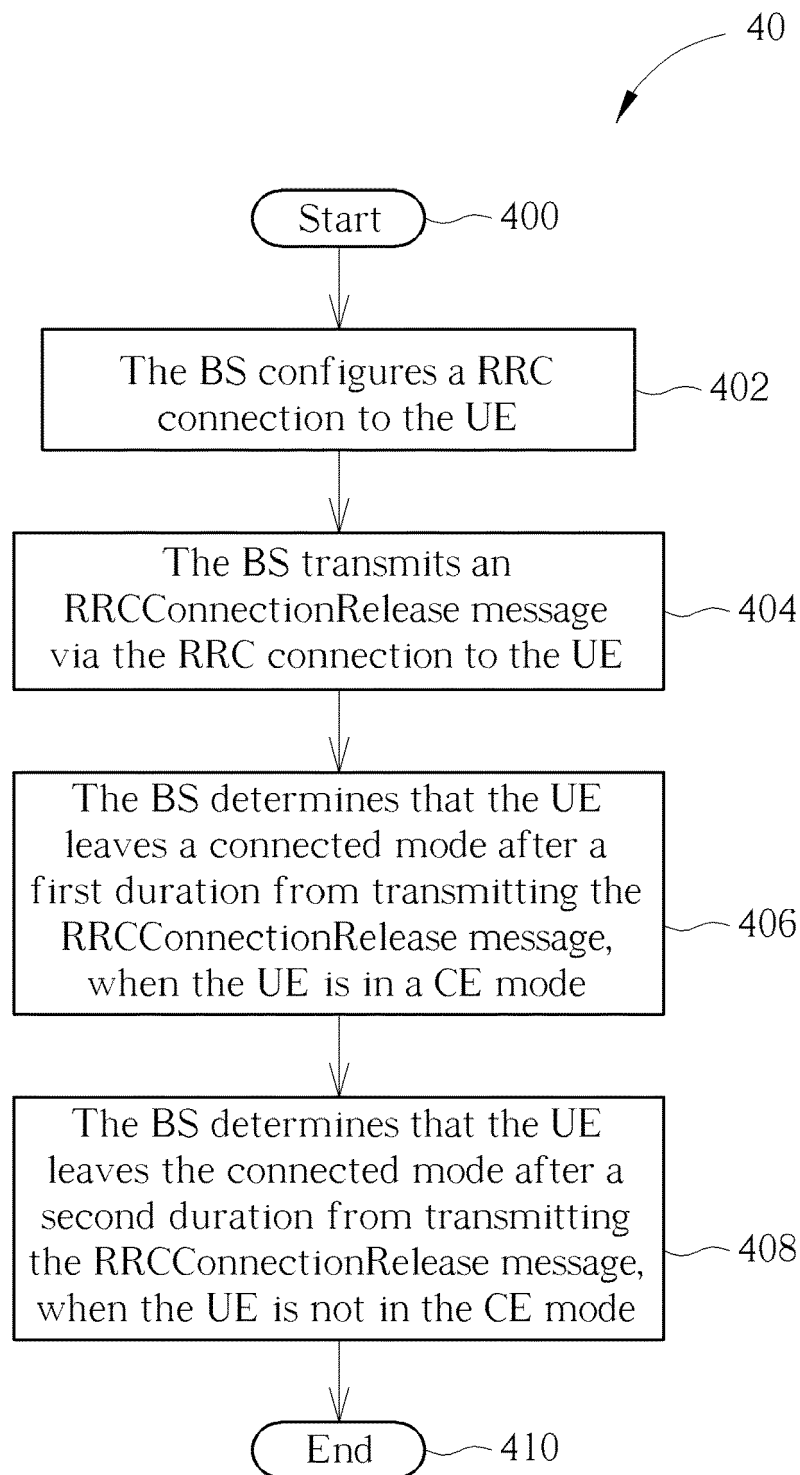 40
Start
400
The BS configures a RRC
connection to the UE
402
The BS transmits an
RRCConnectionRelease message
via the RRC connection to the UE
404
The BS determines that the UE
leaves a connected mode after a
first duration from transmitting the
RRCConnectionRelease message,
when the UE is in a CE mode
406
The BS determines that the UE
leaves the connected mode after a
second duration from transmitting
the RRCConnectionRelease message,
when the UE is not in the CE mode
408
End
410